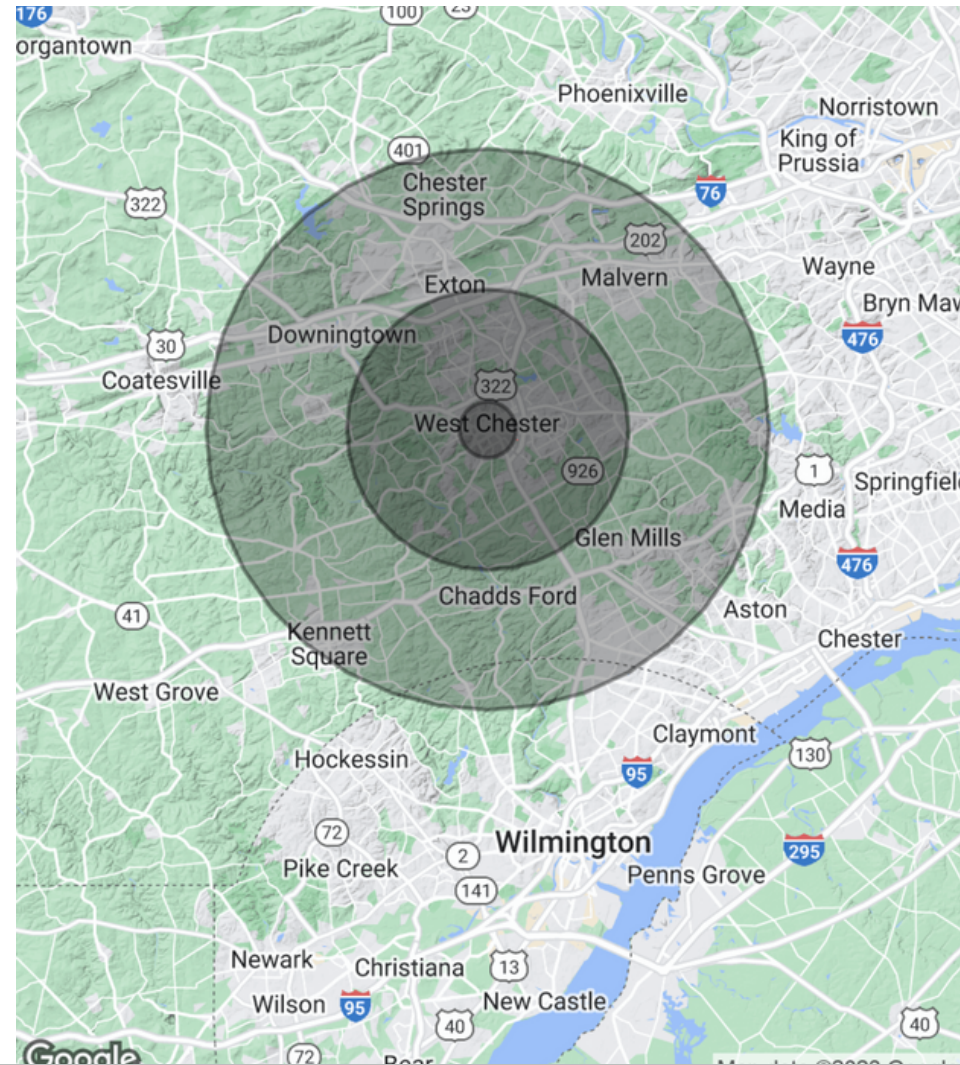 176
100
23
organtown
Phoenixville
Norristown
King of
Prussia
401
Chester
Springs
76
322
202
Malvern
Wayne
Exton
Bryn Maw
476
Downingtown
30
Coatesville
322
West Chester
926
1
Springfiel
Media
Glen Mills
476
Chadds Ford
Aston
41
Kennett
Square
Chester
West Grove
Claymont
130
Hockessin
95
72
Wilmington
295
2
Pike Creek
Penns Grove
141
Newark
Christiana
13
Wilson
95
New Castle
40
40
Google
72
Bear